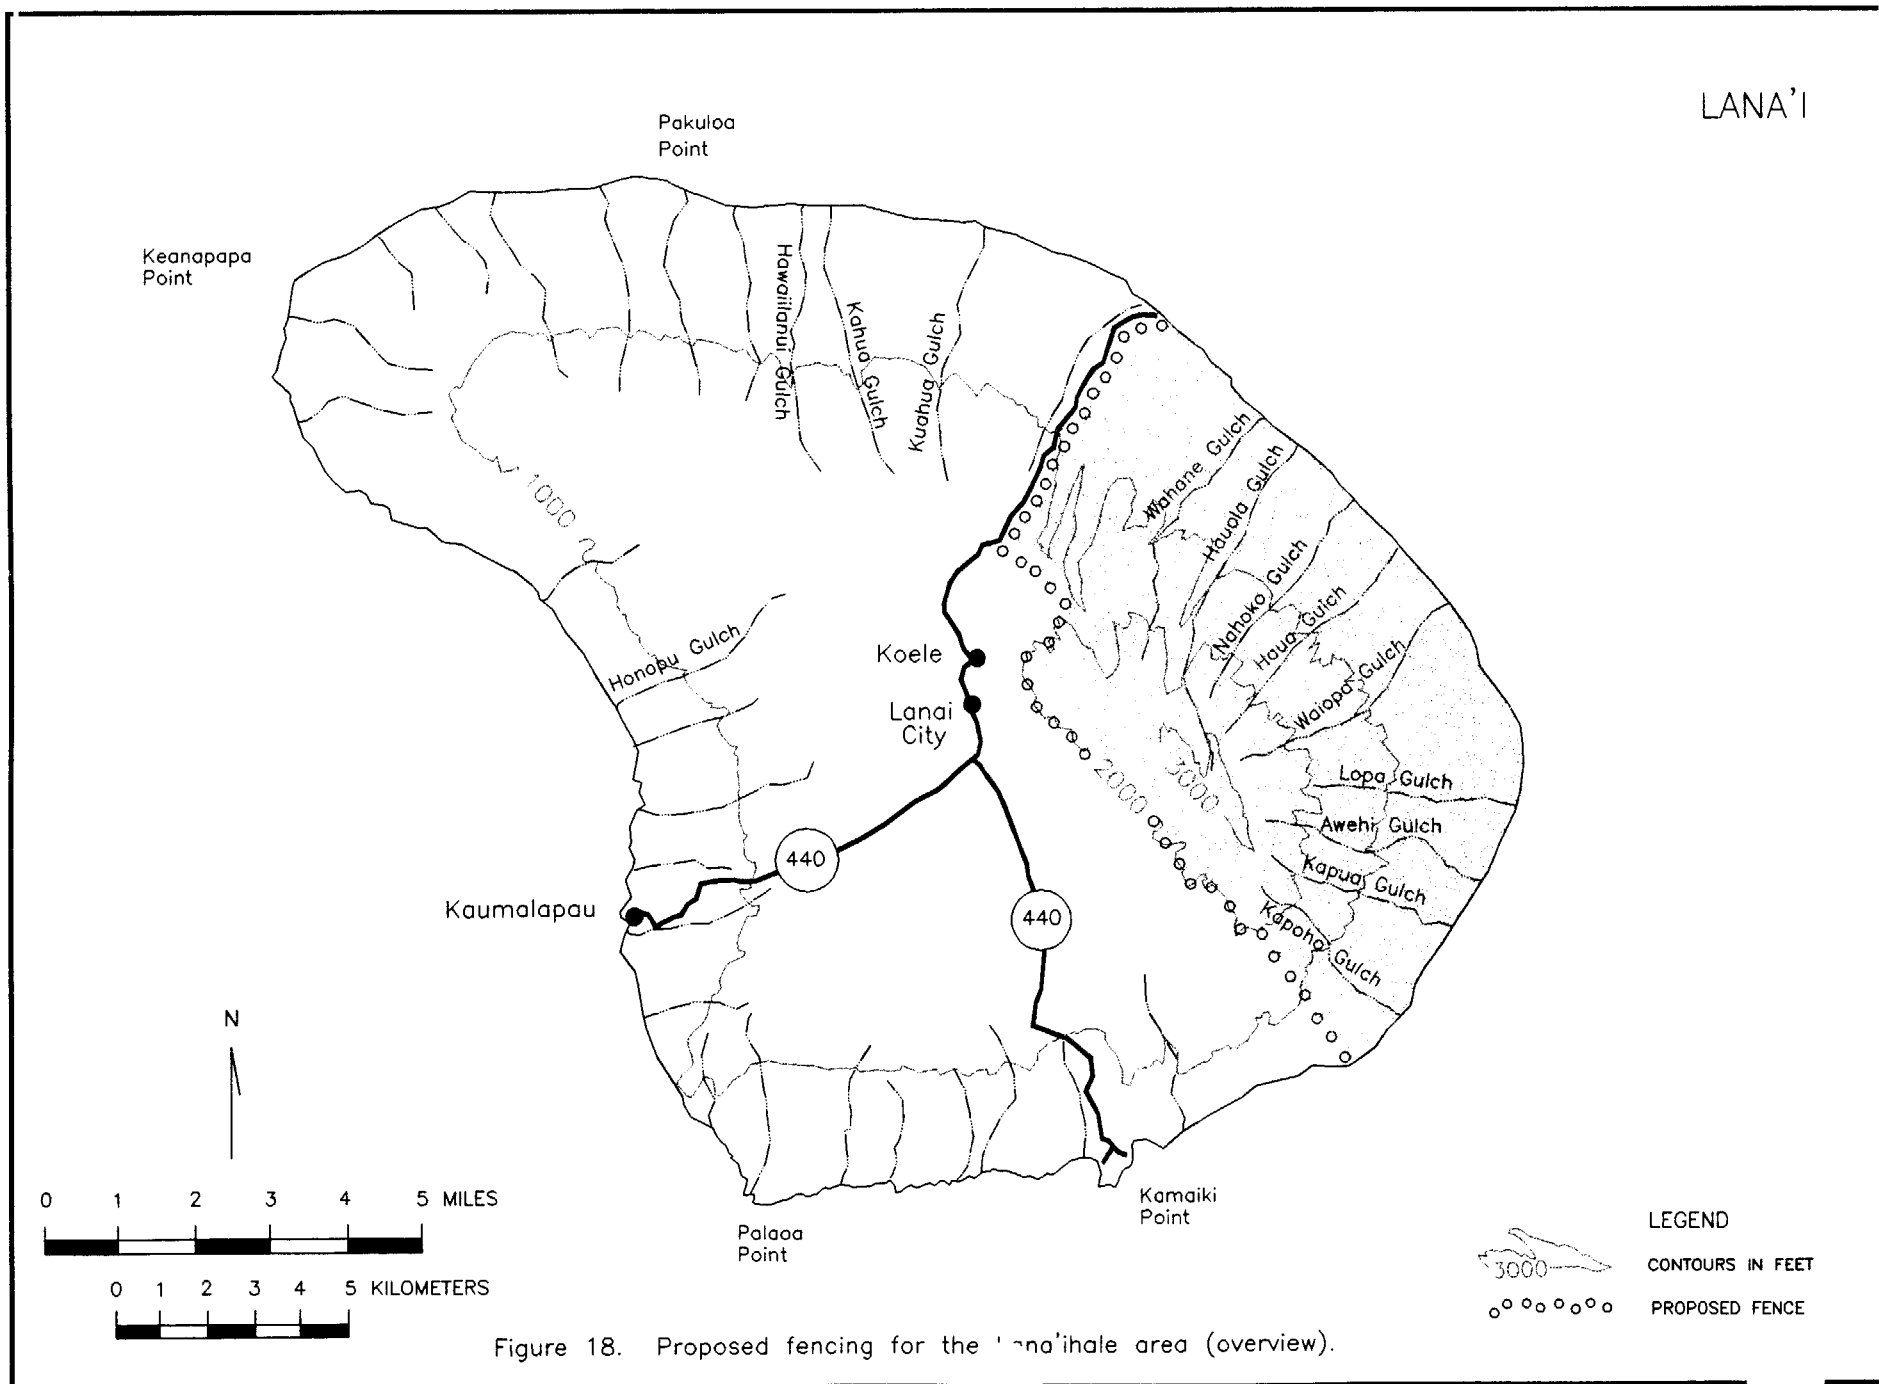 LANA'I
Pakuloa
Point
Keanapapa
Point
Hawaiilanui Gulch
Kahua Gulch
Kuahua Gulch
Wahane Gulch
Hauola Gulch
Nahoko Gulch
Haua Gulch
Waiopa Gulch
1000
Honopu Gulch
Koele
Lanai
City
2000
3000
Lopa Gulch
Awehi Gulch
Kapua Gulch
Kapoho Gulch
440
440
Kaumalapau
N
0 1 2 3 4 5 MILES
0 1 2 3 4 5 KILOMETERS
Palaoa
Point
Kamaiki
Point
LEGEND
3000 CONTOURS IN FEET
PROPOSED FENCE
Figure 18. Proposed fencing for the area (overview).